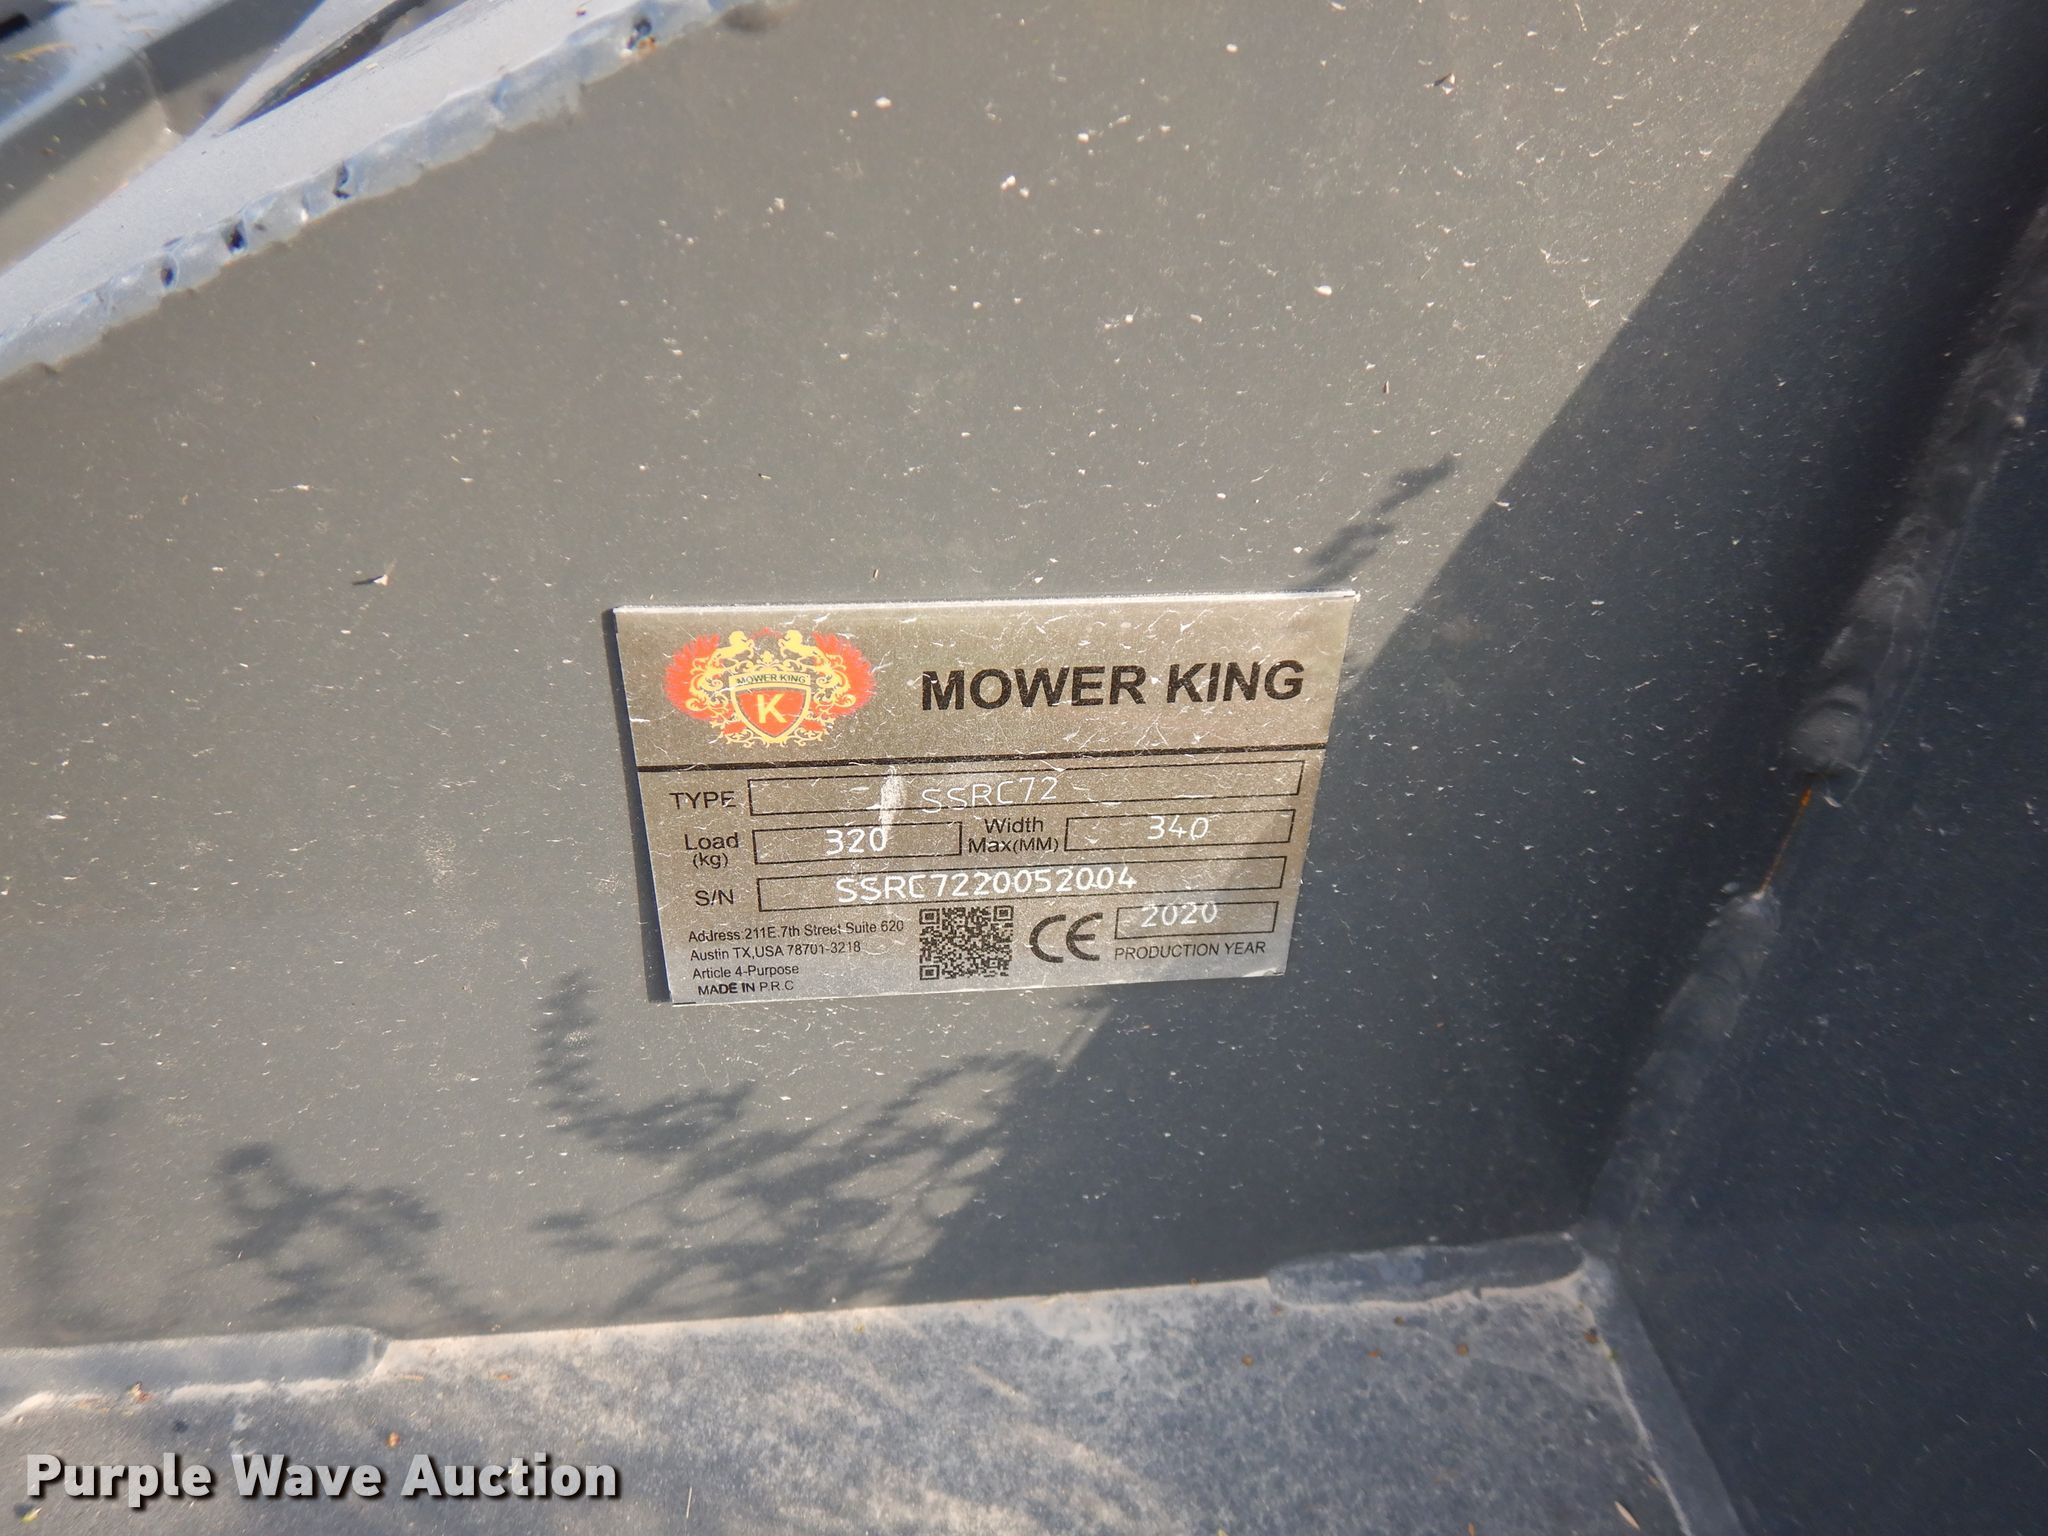 MOWER KING
K
MOWER KING
TYPE SSRC72
Load (kg) 320 Width Max(MM) 340
S/N SSRC7220052004
Address:211E.7th Street Suite 620
Austin TX,USA 78701-3218
Article 4-Purpose
MADE IN P.R.C
CE
2020
PRODUCTION YEAR
Purple Wave Auction